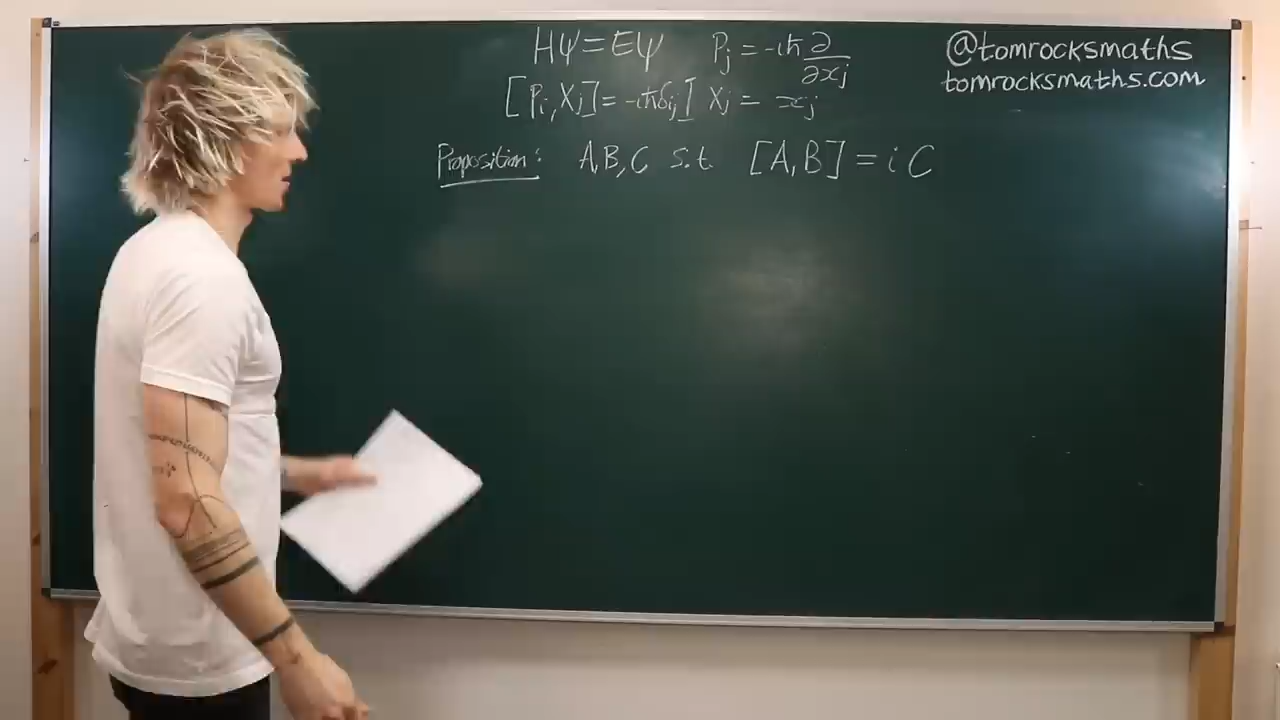 Hψ=Eψ Pj = -iħ ∂/∂xj
[Pi,Xj]= -iħδij I Xj = xj
@tomrocksmaths
tomrocksmaths.com
Proposition: A,B,C s.t. [A,B] = iC